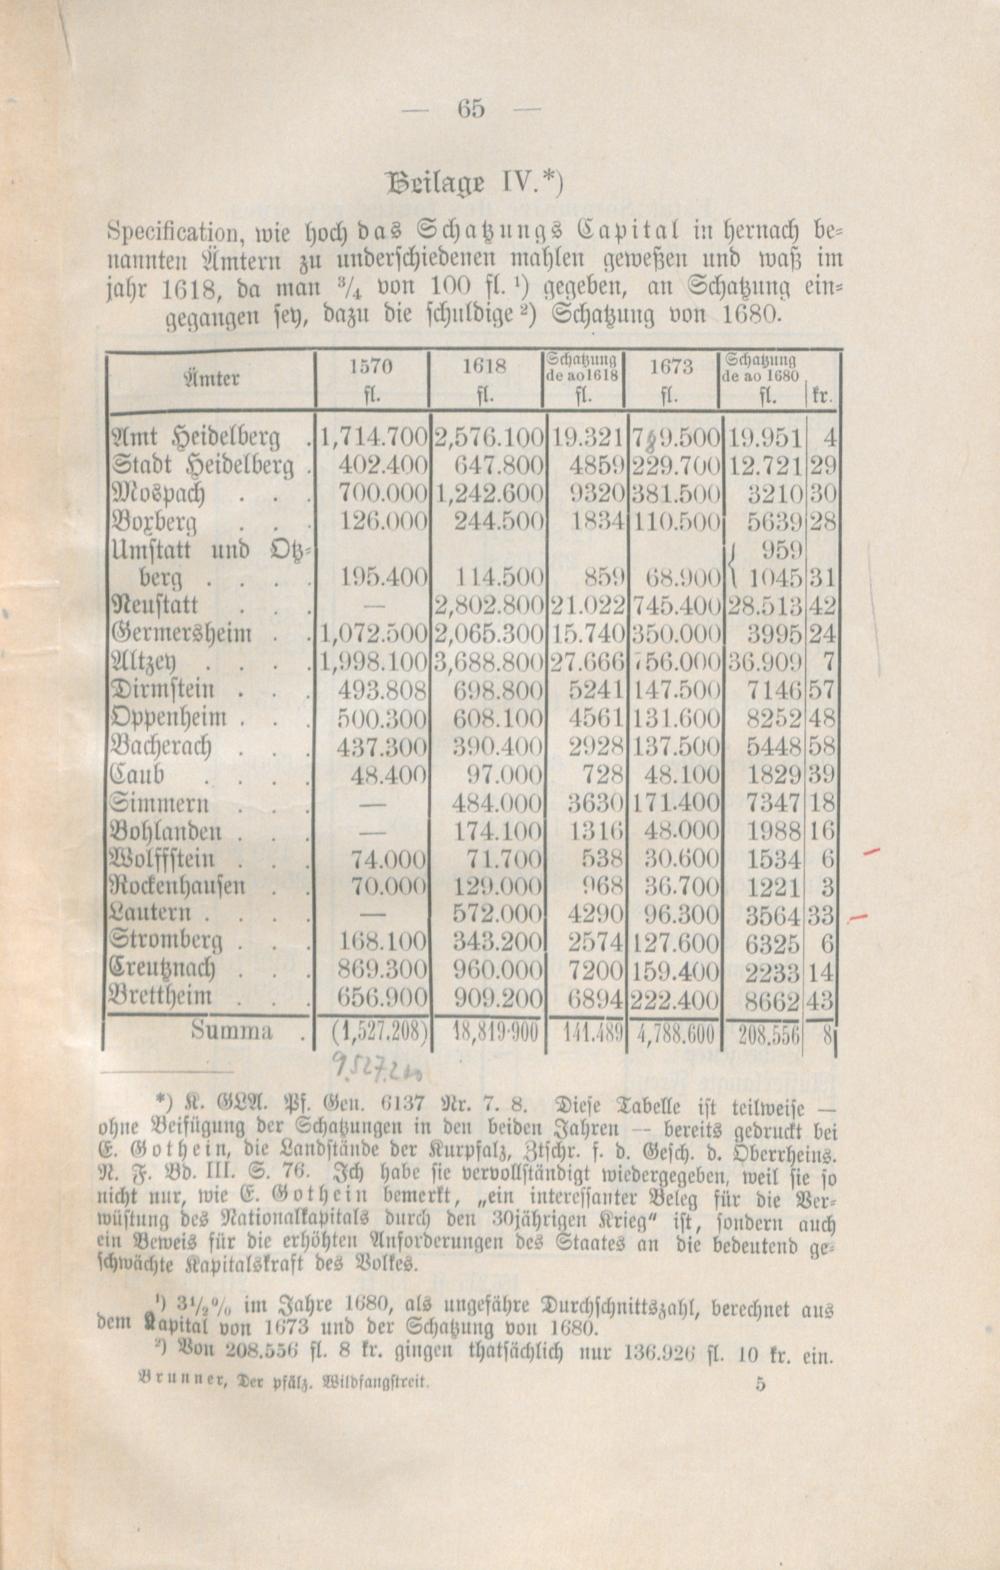 — 65 —
Beilage IV.*)
Specification, wie hoch das Schatzungs Capital in hernach be-
nannten Ämtern zu underschiedenen mahlen geweßen und waß im
jahr 1618, da man ³/₄ von 100 fl. ¹) gegeben, an Schatzung ein-
gegangen sey, dazu die schuldige ²) Schatzung von 1680.
Ämter | 1570 fl. | 1618 fl. | Schatzung de ao 1618 fl. | 1673 fl. | Schatzung de ao 1680 fl. | kr.
Amt Heidelberg . 1,714.700 2,576.100 19.321 789.500 19.951 4
Stadt Heidelberg . 402.400 647.800 4859 229.700 12.721 29
Mospach . . . 700.000 1,242.600 9320 381.500 3210 30
Boxberg . . . 126.000 244.500 1834 110.500 5639 28
Umstatt und Otz- { 959
berg . . . . 195.400 114.500 859 68.900 1045 31
Neustatt . . . — 2,802.800 21.022 745.400 28.513 42
Germersheim . . 1,072.500 2,065.300 15.740 350.000 3995 24
Altzey . . . . 1,998.100 3,688.800 27.666 756.000 36.909 7
Dirmstein . . . 493.808 698.800 5241 147.500 7146 57
Oppenheim . . . 500.300 608.100 4561 131.600 8252 48
Bacherach . . . 437.300 390.400 2928 137.500 5448 58
Caub . . . . 48.400 97.000 728 48.100 1829 39
Simmern . . . — 484.000 3630 171.400 7347 18
Bohlanden . . . — 174.100 1316 48.000 1988 16
Wolffstein . . . 74.000 71.700 538 30.600 1534 6
Rockenhausen . . 70.000 129.000 968 36.700 1221 3
Lautern . . . . — 572.000 4290 96.300 3564 33
Stromberg . . . 168.100 343.200 2574 127.600 6325 6
Creutznach . . . 869.300 960.000 7200 159.400 2233 14
Brettheim . . . 656.900 909.200 6894 222.400 8662 43
Summa . (1,527.208) 18,819·900 141.489 4,788.600 208.556 8
*) K. GLA. Pf. Gen. 6137 Nr. 7. 8. Diese Tabelle ist teilweise —
ohne Beifügung der Schatzungen in den beiden Jahren — bereits gedruckt bei
E. Gothein, die Landstände der Kurpfalz, Ztschr. f. d. Gesch. d. Oberrheins.
N. F. Bd. III. S. 76. Ich habe sie vervollständigt wiedergegeben, weil sie so
nicht nur, wie E. Gothein bemerkt, „ein interessanter Beleg für die Ver-
wüstung des Nationalkapitals durch den 30jährigen Krieg" ist, sondern auch
ein Beweis für die erhöhten Anforderungen des Staates an die bedeutend ge-
schwächte Kapitalskraft des Volkes.
¹) 3¹/₂% im Jahre 1680, als ungefähre Durchschnittszahl, berechnet aus
dem Kapital von 1673 und der Schatzung von 1680.
²) Von 208.556 fl. 8 kr. gingen thatsächlich nur 136.926 fl. 10 kr. ein.
Brunner, Der pfälz. Wildfangstreit. 5